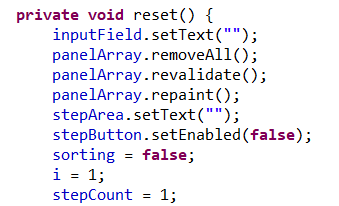 private void reset() {
    inputField.setText("");
    panelArray.removeAll();
    panelArray.revalidate();
    panelArray.repaint();
    stepArea.setText("");
    stepButton.setEnabled(false);
    sorting = false;
    i = 1;
    stepCount = 1;